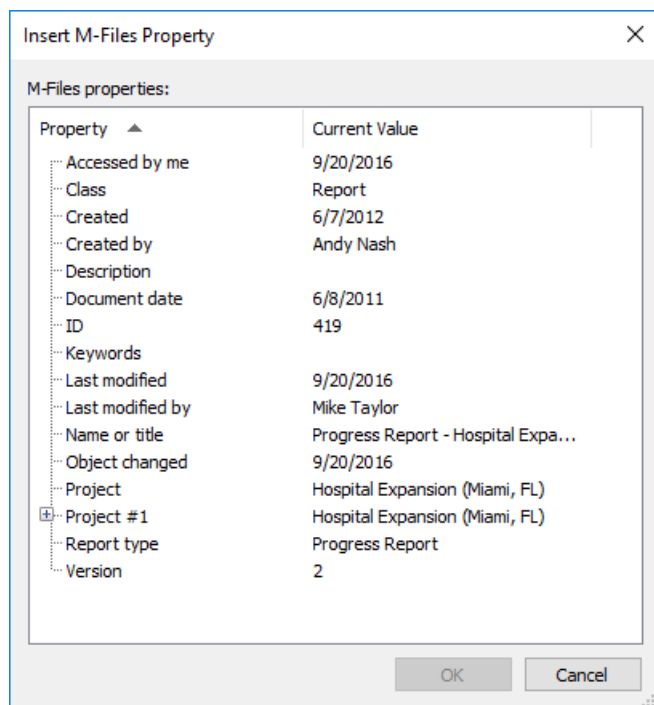 Insert M-Files Property
M-Files properties:
Property Current Value
Accessed by me 9/20/2016
Class Report
Created 6/7/2012
Created by Andy Nash
Description
Document date 6/8/2011
ID 419
Keywords
Last modified 9/20/2016
Last modified by Mike Taylor
Name or title Progress Report - Hospital Expa...
Object changed 9/20/2016
Project Hospital Expansion (Miami, FL)
Project #1 Hospital Expansion (Miami, FL)
Report type Progress Report
Version 2
OK Cancel